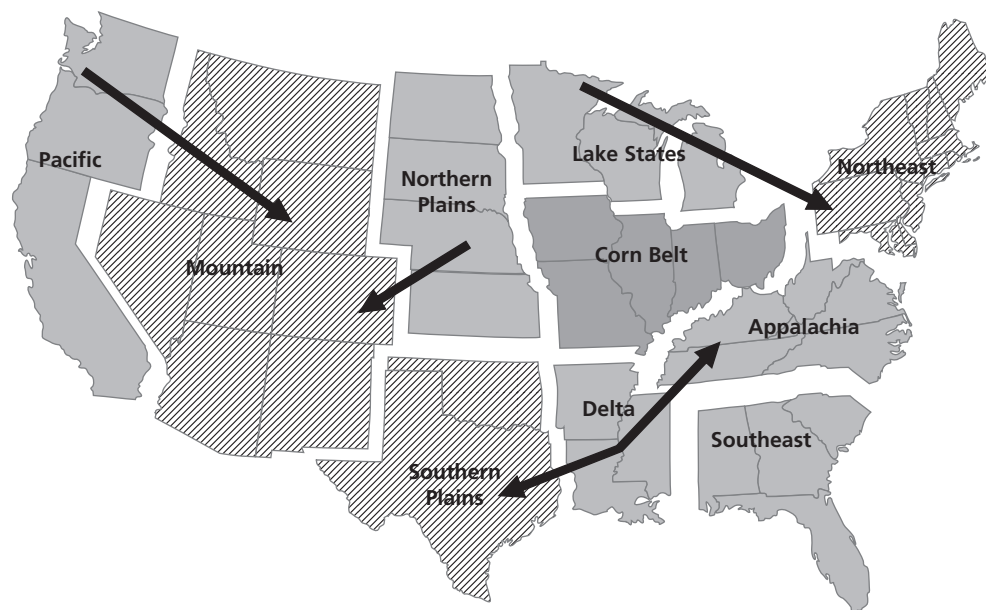 Pacific
Lake States
Northeast
Northern
Plains
Corn Belt
Mountain
Appalachia
Delta
Southeast
Southern
Plains